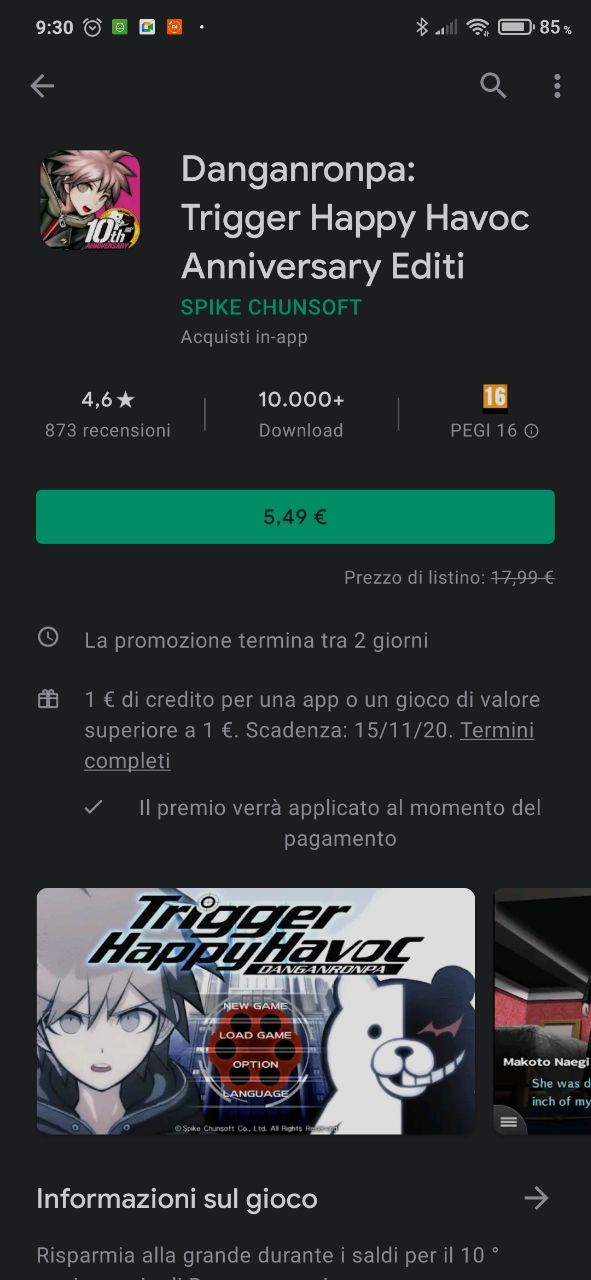 9:30
85 %
Danganronpa:
Trigger Happy Havoc
Anniversary Editi
SPIKE CHUNSOFT
Acquisti in-app
10th
ANNIVERSARY
4,6★
873 recensioni
10.000+
Download
16
PEGI 16
5,49 €
Prezzo di listino: 17,99 €
La promozione termina tra 2 giorni
1 € di credito per una app o un gioco di valore
superiore a 1 €. Scadenza: 15/11/20. Termini
completi
Il premio verrà applicato al momento del
pagamento
Trigger
HappyHavoc
DANGANRONPA
NEW GAME
LOAD GAME
OPTION
LANGUAGE
©Spike Chunsoft Co., Ltd. All Rights Reserved.
Makoto Naegi
She was d
inch of my
Informazioni sul gioco
Risparmia alla grande durante i saldi per il 10 °